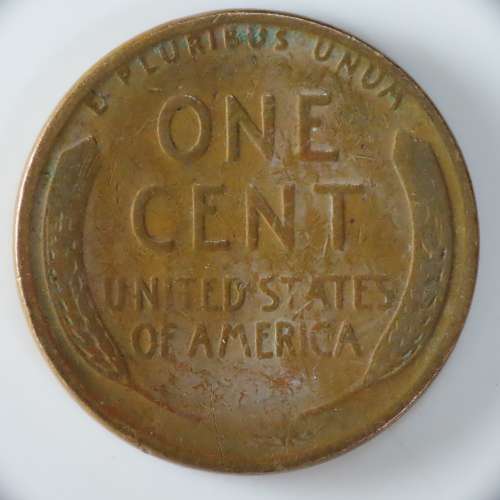 E PLURIBUS UNUM
ONE
CENT
UNITED STATES
OF AMERICA